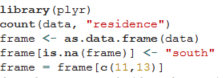 library(plyr)
count(data, "residence")
frame <- as.data.frame(data)
frame[is.na(frame)] <- "south"
frame = frame[c(11,13)]